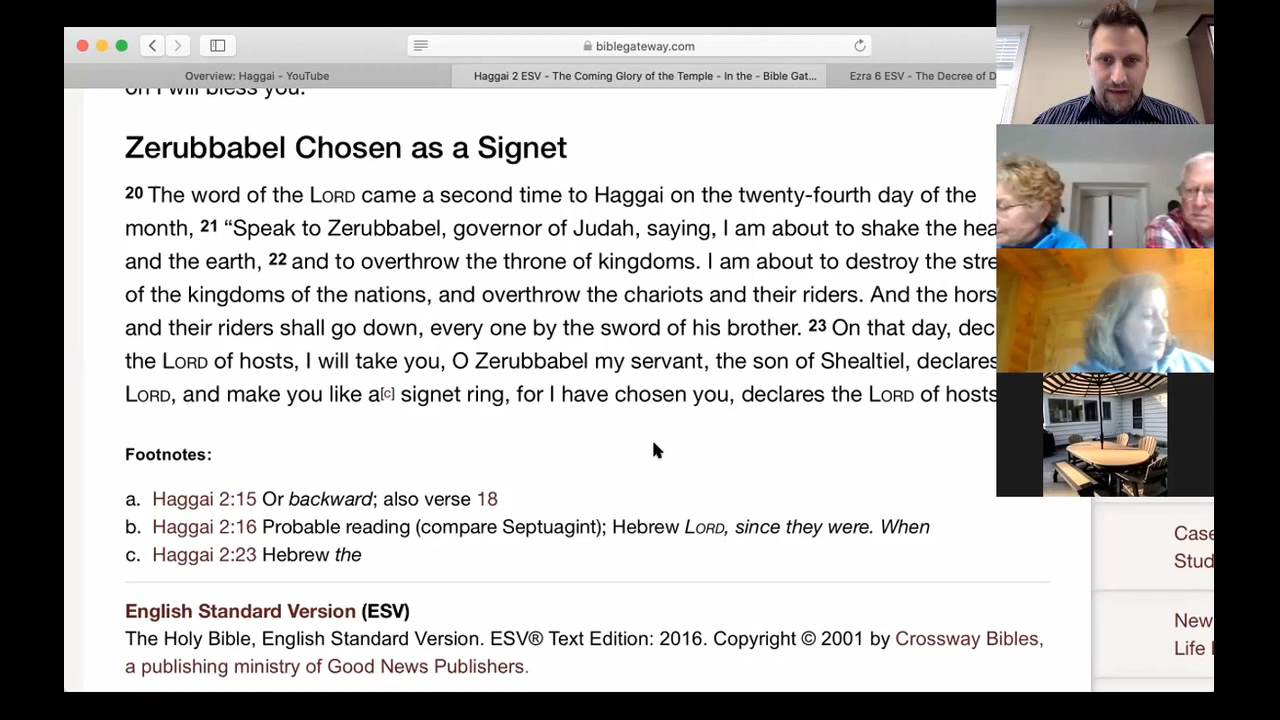 biblegateway.com
Overview: Haggai - YouTube
Haggai 2 ESV - The Coming Glory of the Temple - In the - Bible Gat...
Ezra 6 ESV - The Decree of D
on I will bless you.
Zerubbabel Chosen as a Signet
20 The word of the LORD came a second time to Haggai on the twenty-fourth day of the
month, 21 “Speak to Zerubbabel, governor of Judah, saying, I am about to shake the hea
and the earth, 22 and to overthrow the throne of kingdoms. I am about to destroy the stre
of the kingdoms of the nations, and overthrow the chariots and their riders. And the hors
and their riders shall go down, every one by the sword of his brother. 23 On that day, dec
the LORD of hosts, I will take you, O Zerubbabel my servant, the son of Shealtiel, declares
LORD, and make you like a[c] signet ring, for I have chosen you, declares the LORD of hosts
Footnotes:
a. Haggai 2:15 Or backward; also verse 18
b. Haggai 2:16 Probable reading (compare Septuagint); Hebrew LORD, since they were. When
c. Haggai 2:23 Hebrew the
English Standard Version (ESV)
The Holy Bible, English Standard Version. ESV® Text Edition: 2016. Copyright © 2001 by Crossway Bibles,
a publishing ministry of Good News Publishers.
Case
Stud
New
Life